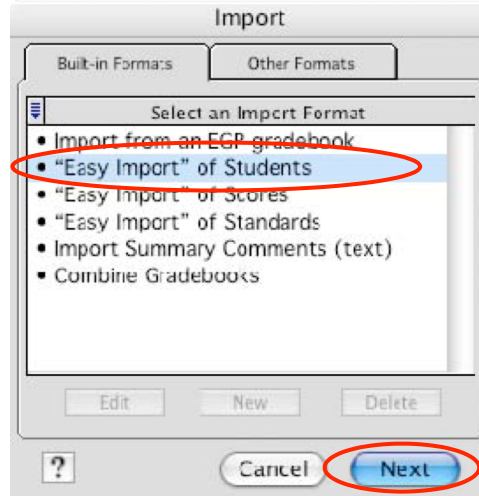 Import
Built-in Formats Other Formats
Select an Import Format
• Import from an EGP gradebook
• "Easy Import" of Students
• "Easy Import" of Scores
• "Easy Import" of Standards
• Import Summary Comments (text)
• Combine Gradebooks
Edit New Delete
? Cancel Next